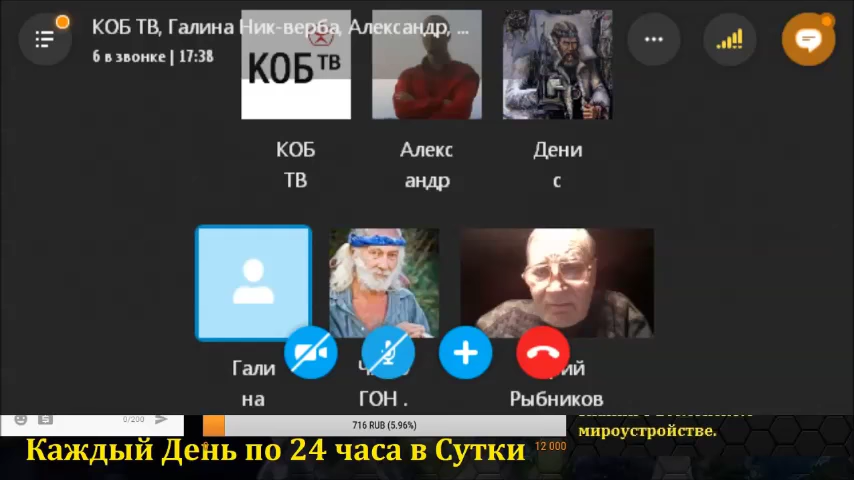 КОБ ТВ, Галина Ник-верба, Александр, ...
6 в звонке | 17:38
КОБ ТВ
КОБ
ТВ
Алекс
андр
Дени
с
Гали
на
ГОН .
Рыбников
0/200
716 RUB (5.96%)
12 000
мироустройстве.
Каждый День по 24 часа в Сутки